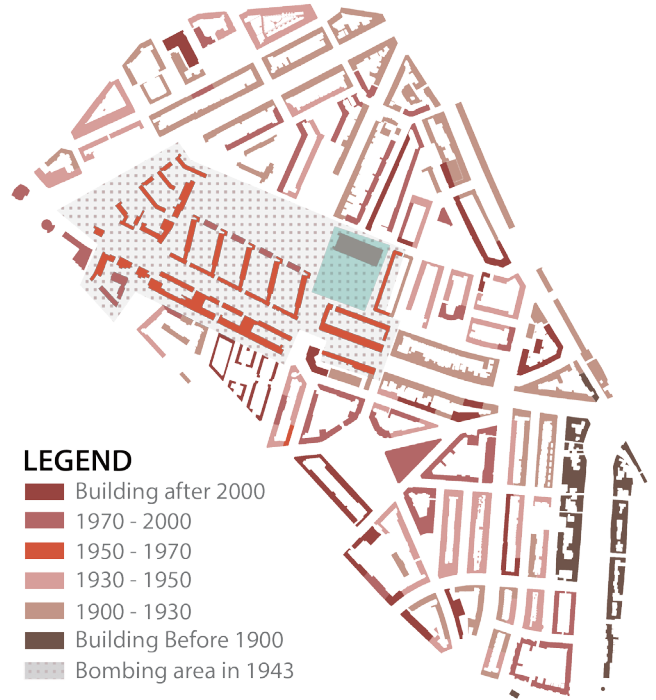 LEGEND
Building after 2000
1970 - 2000
1950 - 1970
1930 - 1950
1900 - 1930
Building Before 1900
Bombing area in 1943